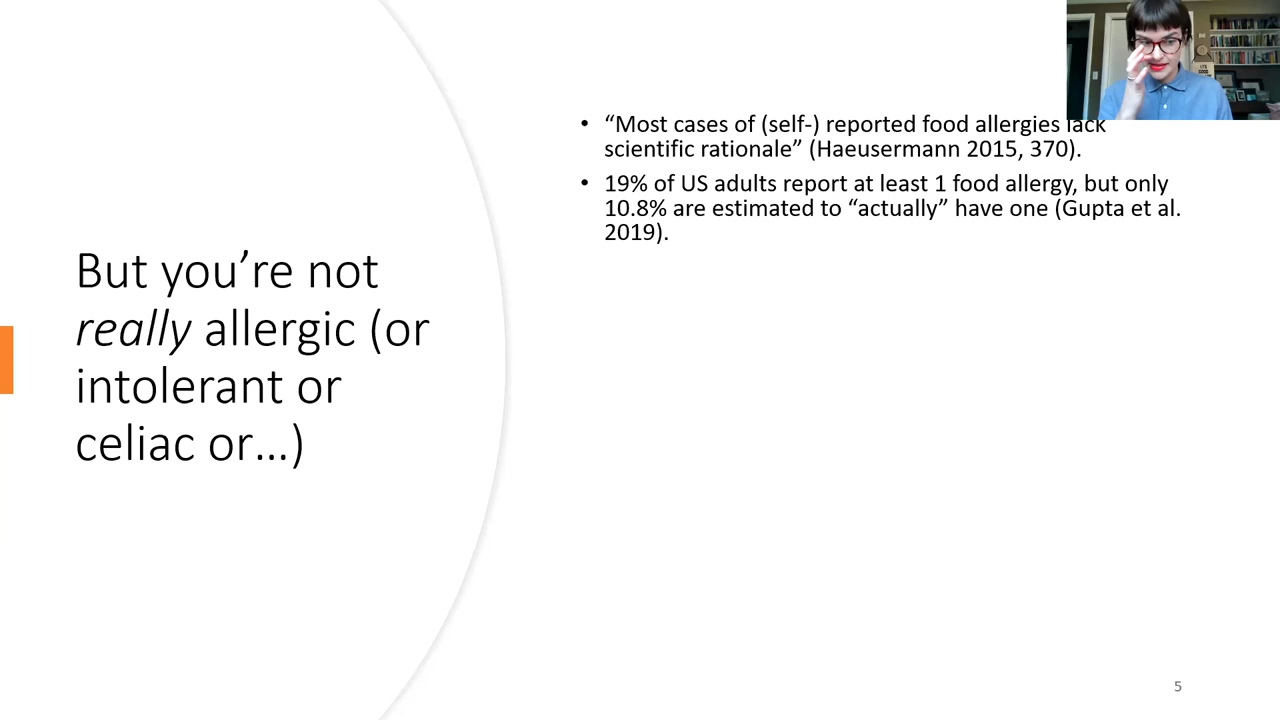 But you're not
really allergic (or
intolerant or
celiac or...)
• “Most cases of (self-) reported food allergies lack
scientific rationale” (Haeusermann 2015, 370).
• 19% of US adults report at least 1 food allergy, but only
10.8% are estimated to “actually” have one (Gupta et al.
2019).
5